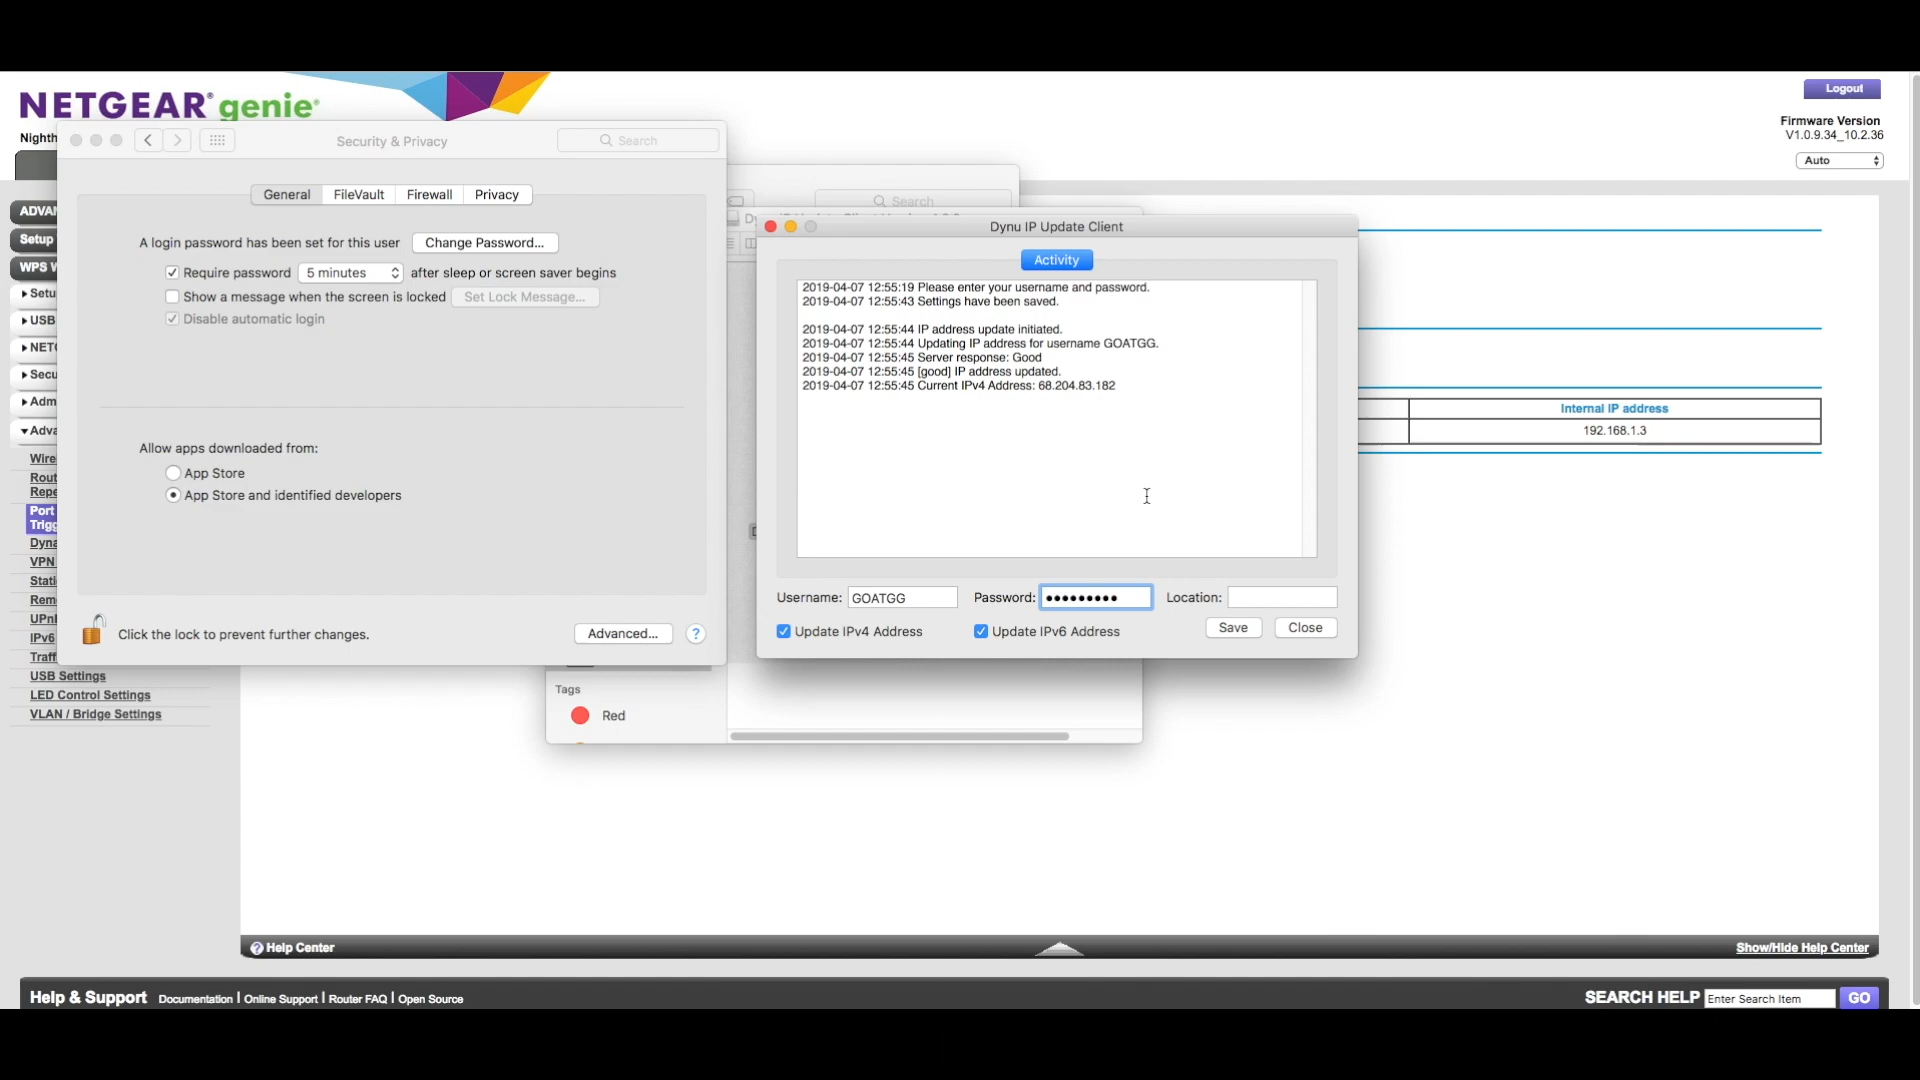 NETGEAR® genie®
Logout
Firmware Version
V1.0.9.34_10.2.36
Auto
Nighth
ADVAN
Setup
WPS W
Setu
USB
NETG
Secu
Adm
Adva
Wire
Rout
Repe
Port
Trigg
Dyna
VPN
Stati
Rem
UPnI
IPv6
Traff
USB Settings
LED Control Settings
VLAN / Bridge Settings
Security & Privacy
Search
General
FileVault
Firewall
Privacy
A login password has been set for this user
Change Password...
Require password
5 minutes
after sleep or screen saver begins
Show a message when the screen is locked
Set Lock Message...
Disable automatic login
Allow apps downloaded from:
App Store
App Store and identified developers
Click the lock to prevent further changes.
Advanced...
?
Search
Tags
Red
Dynu IP Update Client
Activity
2019-04-07 12:55:19 Please enter your username and password.
2019-04-07 12:55:43 Settings have been saved.
2019-04-07 12:55:44 IP address update initiated.
2019-04-07 12:55:44 Updating IP address for username GOATGG.
2019-04-07 12:55:45 Server response: Good
2019-04-07 12:55:45 [good] IP address updated.
2019-04-07 12:55:45 Current IPv4 Address: 68.204.83.182
Username: GOATGG
Password: •••••••••
Location:
Update IPv4 Address
Update IPv6 Address
Save
Close
Internal IP address
192.168.1.3
Help Center
Show/Hide Help Center
Help & Support
Documentation | Online Support | Router FAQ | Open Source
SEARCH HELP
Enter Search Item
GO